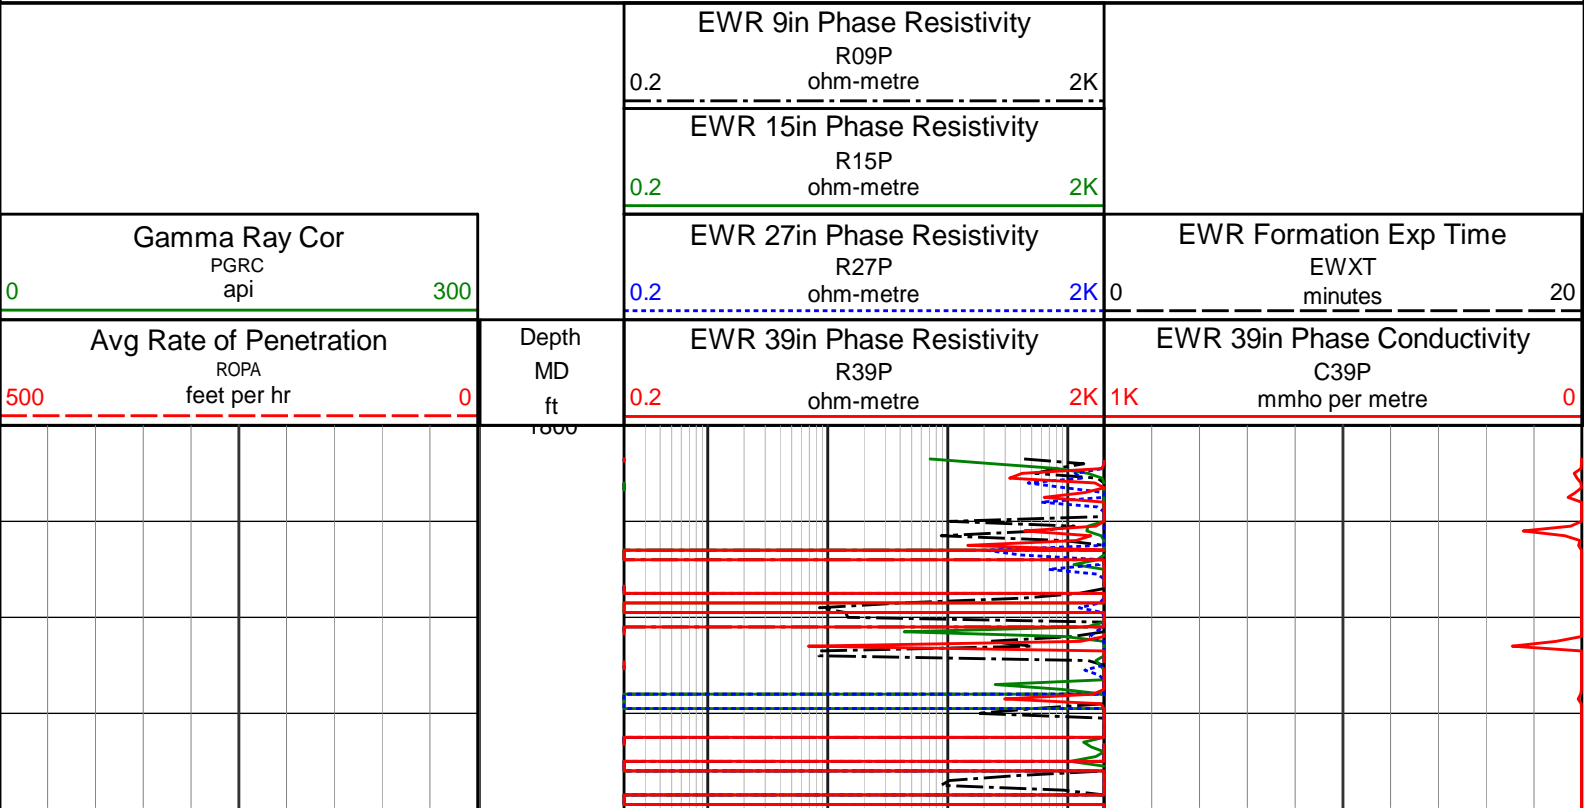 EWR 9in Phase Resistivity
R09P
0.2 ohm-metre 2K
EWR 15in Phase Resistivity
R15P
0.2 ohm-metre 2K
Gamma Ray Cor
PGRC
0 api 300
EWR 27in Phase Resistivity
R27P
0.2 ohm-metre 2K
EWR Formation Exp Time
EWXT
0 minutes 20
Avg Rate of Penetration
ROPA
500 feet per hr 0
Depth
MD
ft
EWR 39in Phase Resistivity
R39P
0.2 ohm-metre 2K
EWR 39in Phase Conductivity
C39P
1K mmho per metre 0
1800